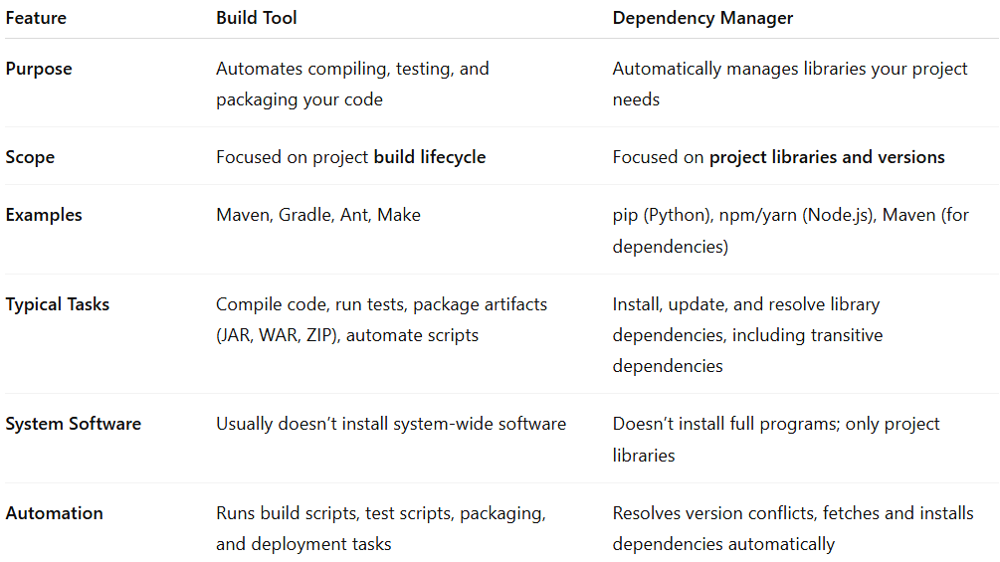 Feature Build Tool Dependency Manager
Purpose Automates compiling, testing, and Automatically manages libraries your project
packaging your code needs
Scope Focused on project build lifecycle Focused on project libraries and versions
Examples Maven, Gradle, Ant, Make pip (Python), npm/yarn (Node.js), Maven (for
dependencies)
Typical Tasks Compile code, run tests, package artifacts Install, update, and resolve library
(JAR, WAR, ZIP), automate scripts dependencies, including transitive
dependencies
System Software Usually doesn’t install system-wide software Doesn’t install full programs; only project
libraries
Automation Runs build scripts, test scripts, packaging, Resolves version conflicts, fetches and installs
and deployment tasks dependencies automatically